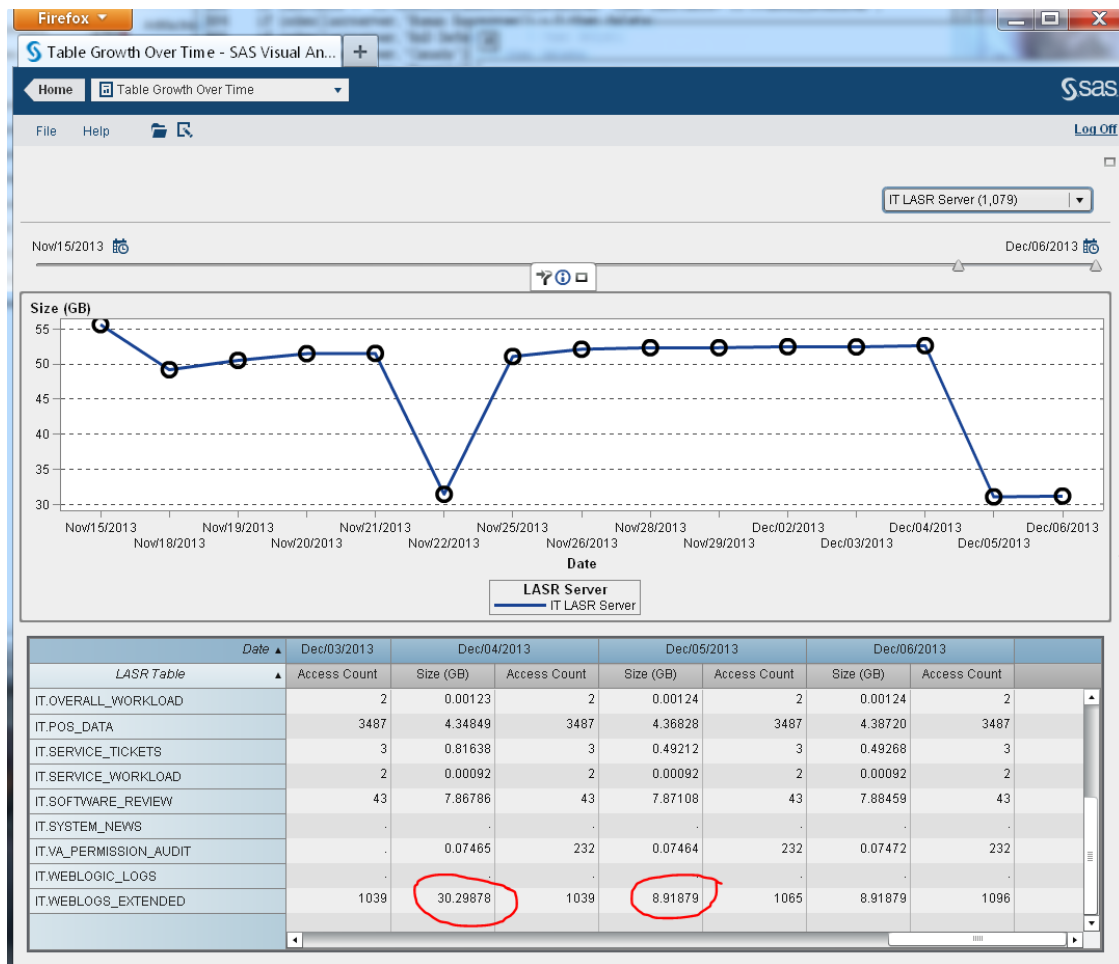 Firefox
Table Growth Over Time - SAS Visual An...
Home Table Growth Over Time
sas
File Help Log Off
IT LASR Server (1,079)
Nov/15/2013 Dec/06/2013
Size (GB)
55
50
45
40
35
30
Nov/15/2013 Nov/19/2013 Nov/21/2013 Nov/25/2013 Nov/28/2013 Dec/02/2013 Dec/04/2013 Dec/06/2013
Nov/18/2013 Nov/20/2013 Nov/22/2013 Nov/26/2013 Nov/29/2013 Dec/03/2013 Dec/05/2013
Date
LASR Server
IT LASR Server
Date Dec/03/2013 Dec/04/2013 Dec/05/2013 Dec/06/2013
LASR Table Access Count Size (GB) Access Count Size (GB) Access Count Size (GB) Access Count
IT.OVERALL_WORKLOAD 2 0.00123 2 0.00124 2 0.00124 2
IT.POS_DATA 3487 4.34849 3487 4.36828 3487 4.38720 3487
IT.SERVICE_TICKETS 3 0.81638 3 0.49212 3 0.49268 3
IT.SERVICE_WORKLOAD 2 0.00092 2 0.00092 2 0.00092 2
IT.SOFTWARE_REVIEW 43 7.86786 43 7.87108 43 7.88459 43
IT.SYSTEM_NEWS . . . . . . .
IT.VA_PERMISSION_AUDIT . 0.07465 232 0.07464 232 0.07472 232
IT.WEBLOGIC_LOGS . . . . . . .
IT.WEBLOGS_EXTENDED 1039 30.29878 1039 8.91879 1065 8.91879 1096